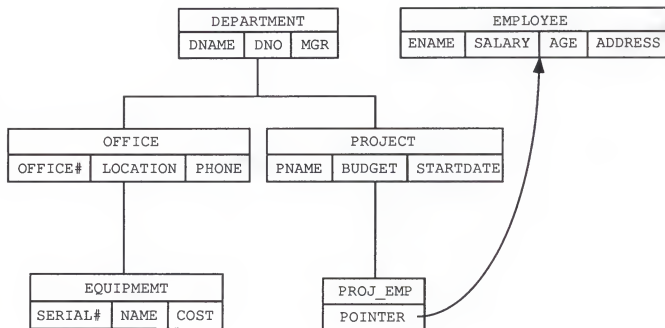 DEPARTMENT
DNAME DNO MGR
EMPLOYEE
ENAME SALARY AGE ADDRESS
OFFICE
OFFICE# LOCATION PHONE
PROJECT
PNAME BUDGET STARTDATE
EQUIPMEMT
SERIAL# NAME COST
PROJ_EMP
POINTER